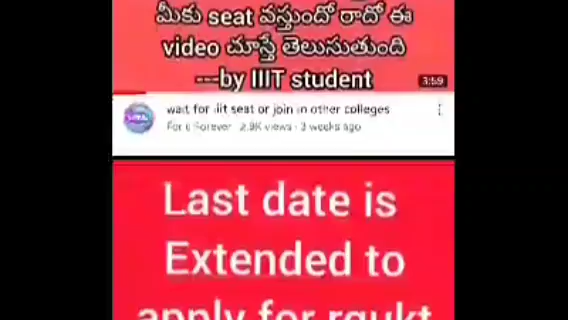 మీకు seat వస్తుందో రాదో ఈ
video చూస్తే తెలుసుతుంది
---by IIIT student
3:59
wait for iiit seat or join in other colleges
Forever 2.9K views · 3 weeks ago
Last date is
Extended to
apply for rgukt